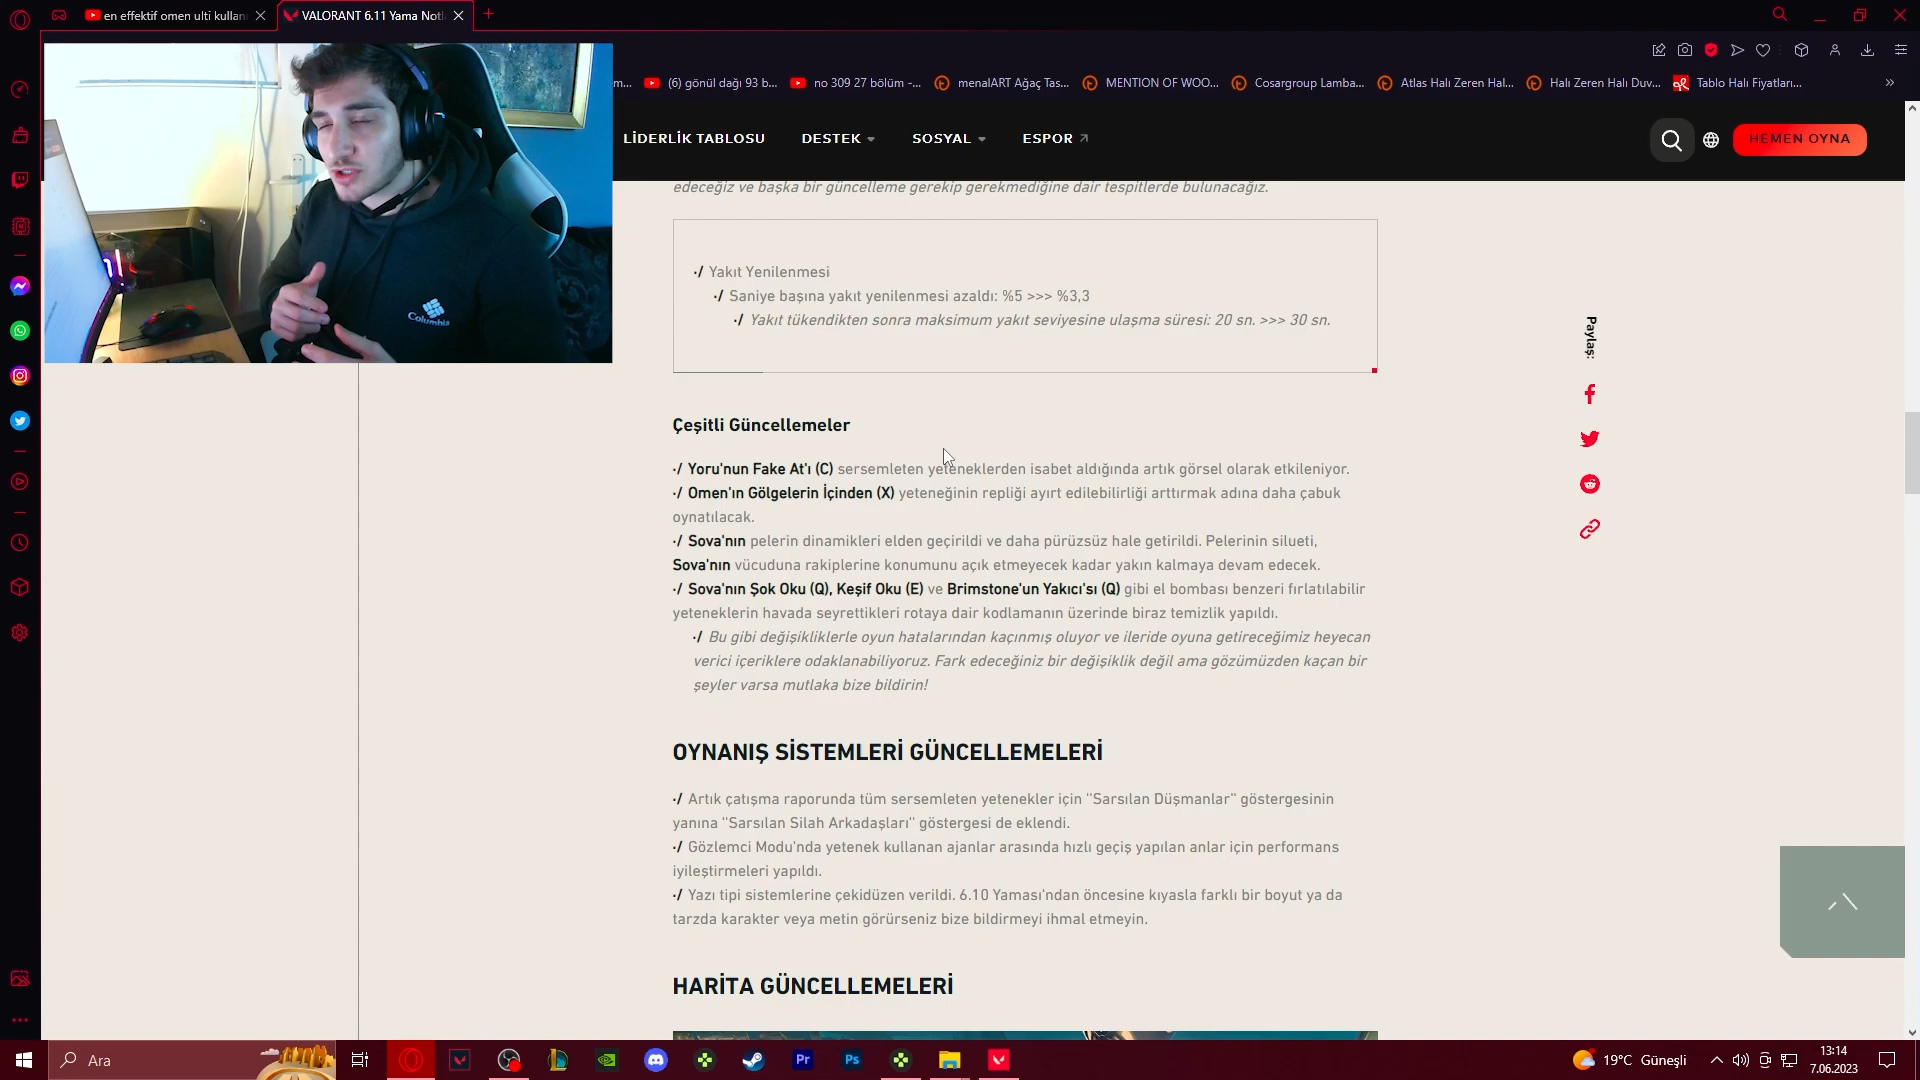 en effektif omen ulti kullan
VALORANT 6.11 Yama Notl
m...
(6) gönül dağı 93 b...
no 309 27 bölüm -...
menalART Ağaç Tas...
MENTION OF WOO...
Cosargroup Lamba...
Atlas Halı Zeren Hal...
Halı Zeren Halı Duv...
Tablo Halı Fiyatları...
LİDERLİK TABLOSU
DESTEK
SOSYAL
ESPOR
HEMEN OYNA
edeceğiz ve başka bir güncelleme gerekip gerekmediğine dair tespitlerde bulunacağız.
·/ Yakıt Yenilenmesi
·/ Saniye başına yakıt yenilenmesi azaldı: %5 >>> %3,3
·/ Yakıt tükendikten sonra maksimum yakıt seviyesine ulaşma süresi: 20 sn. >>> 30 sn.
Columbia
Paylaş:
Çeşitli Güncellemeler
·/ Yoru'nun Fake At'ı (C) sersemleten yeteneklerden isabet aldığında artık görsel olarak etkileniyor.
·/ Omen'ın Gölgelerin İçinden (X) yeteneğinin repliği ayırt edilebilirliği arttırmak adına daha çabuk
oynatılacak.
·/ Sova'nın pelerin dinamikleri elden geçirildi ve daha pürüzsüz hale getirildi. Pelerinin silueti,
Sova'nın vücuduna rakiplerine konumunu açık etmeyecek kadar yakın kalmaya devam edecek.
·/ Sova'nın Şok Oku (Q), Keşif Oku (E) ve Brimstone'un Yakıcı'sı (Q) gibi el bombası benzeri fırlatılabilir
yeteneklerin havada seyrettikleri rotaya dair kodlamanın üzerinde biraz temizlik yapıldı.
·/ Bu gibi değişikliklerle oyun hatalarından kaçınmış oluyor ve ileride oyuna getireceğimiz heyecan
verici içeriklere odaklanabiliyoruz. Fark edeceğiniz bir değişiklik değil ama gözümüzden kaçan bir
şeyler varsa mutlaka bize bildirin!
OYNANIŞ SİSTEMLERİ GÜNCELLEMELERİ
·/ Artık çatışma raporunda tüm sersemleten yetenekler için "Sarsılan Düşmanlar" göstergesinin
yanına "Sarsılan Silah Arkadaşları" göstergesi de eklendi.
·/ Gözlemci Modu'nda yetenek kullanan ajanlar arasında hızlı geçiş yapılan anlar için performans
iyileştirmeleri yapıldı.
·/ Yazı tipi sistemlerine çekidüzen verildi. 6.10 Yaması'ndan öncesine kıyasla farklı bir boyut ya da
tarzda karakter veya metin görürseniz bize bildirmeyi ihmal etmeyin.
HARİTA GÜNCELLEMELERİ
Ara
Pr
Ps
19°C Güneşli
13:14
7.06.2023